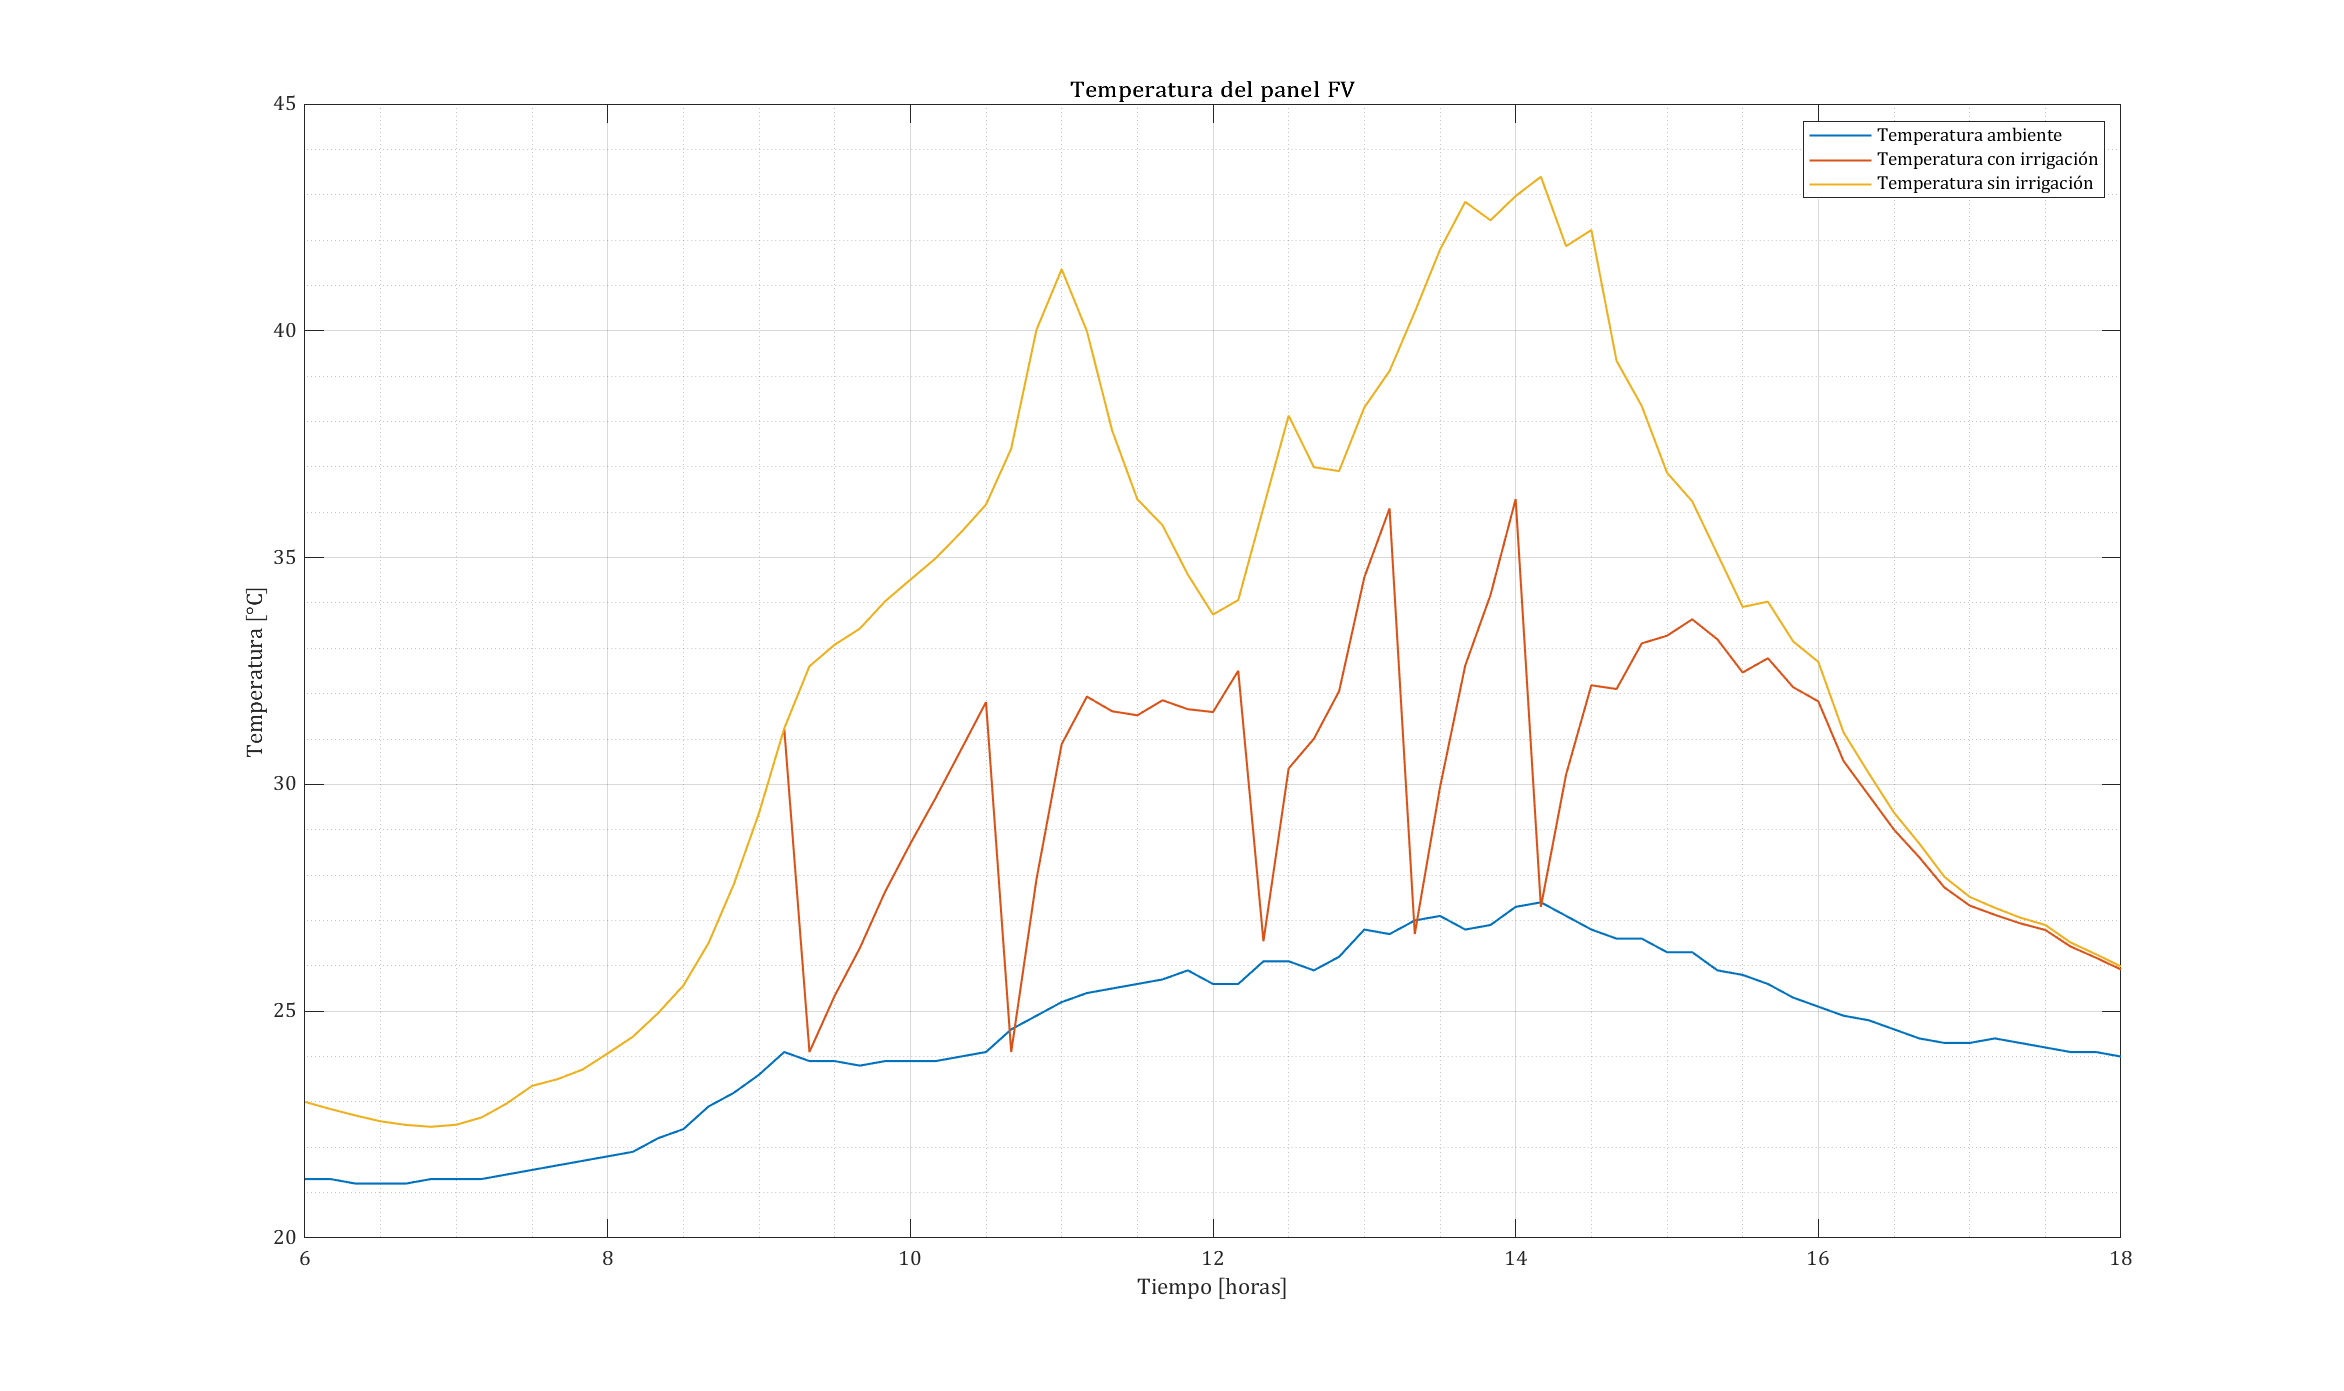 Temperatura del panel FV
45
40
35
30
25
20
Temperatura [°C]
Temperatura ambiente
Temperatura con irrigación
Temperatura sin irrigación
6 8 10 12 14 16 18
Tiempo [horas]